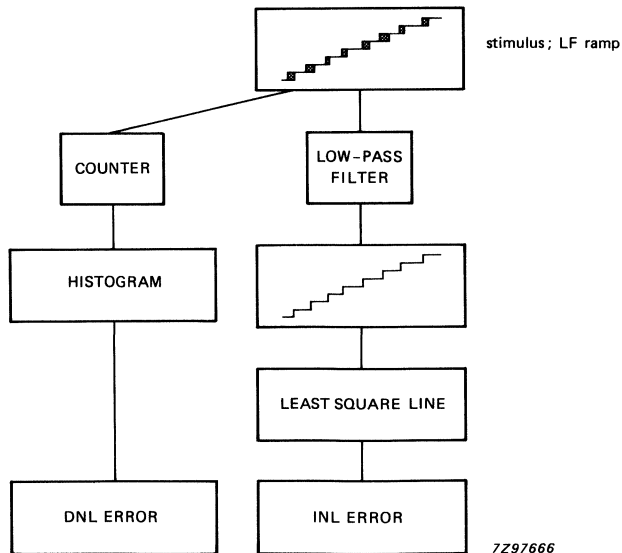 stimulus; LF ramp
COUNTER
LOW-PASS
FILTER
HISTOGRAM
LEAST SQUARE LINE
DNL ERROR
INL ERROR
7Z97666